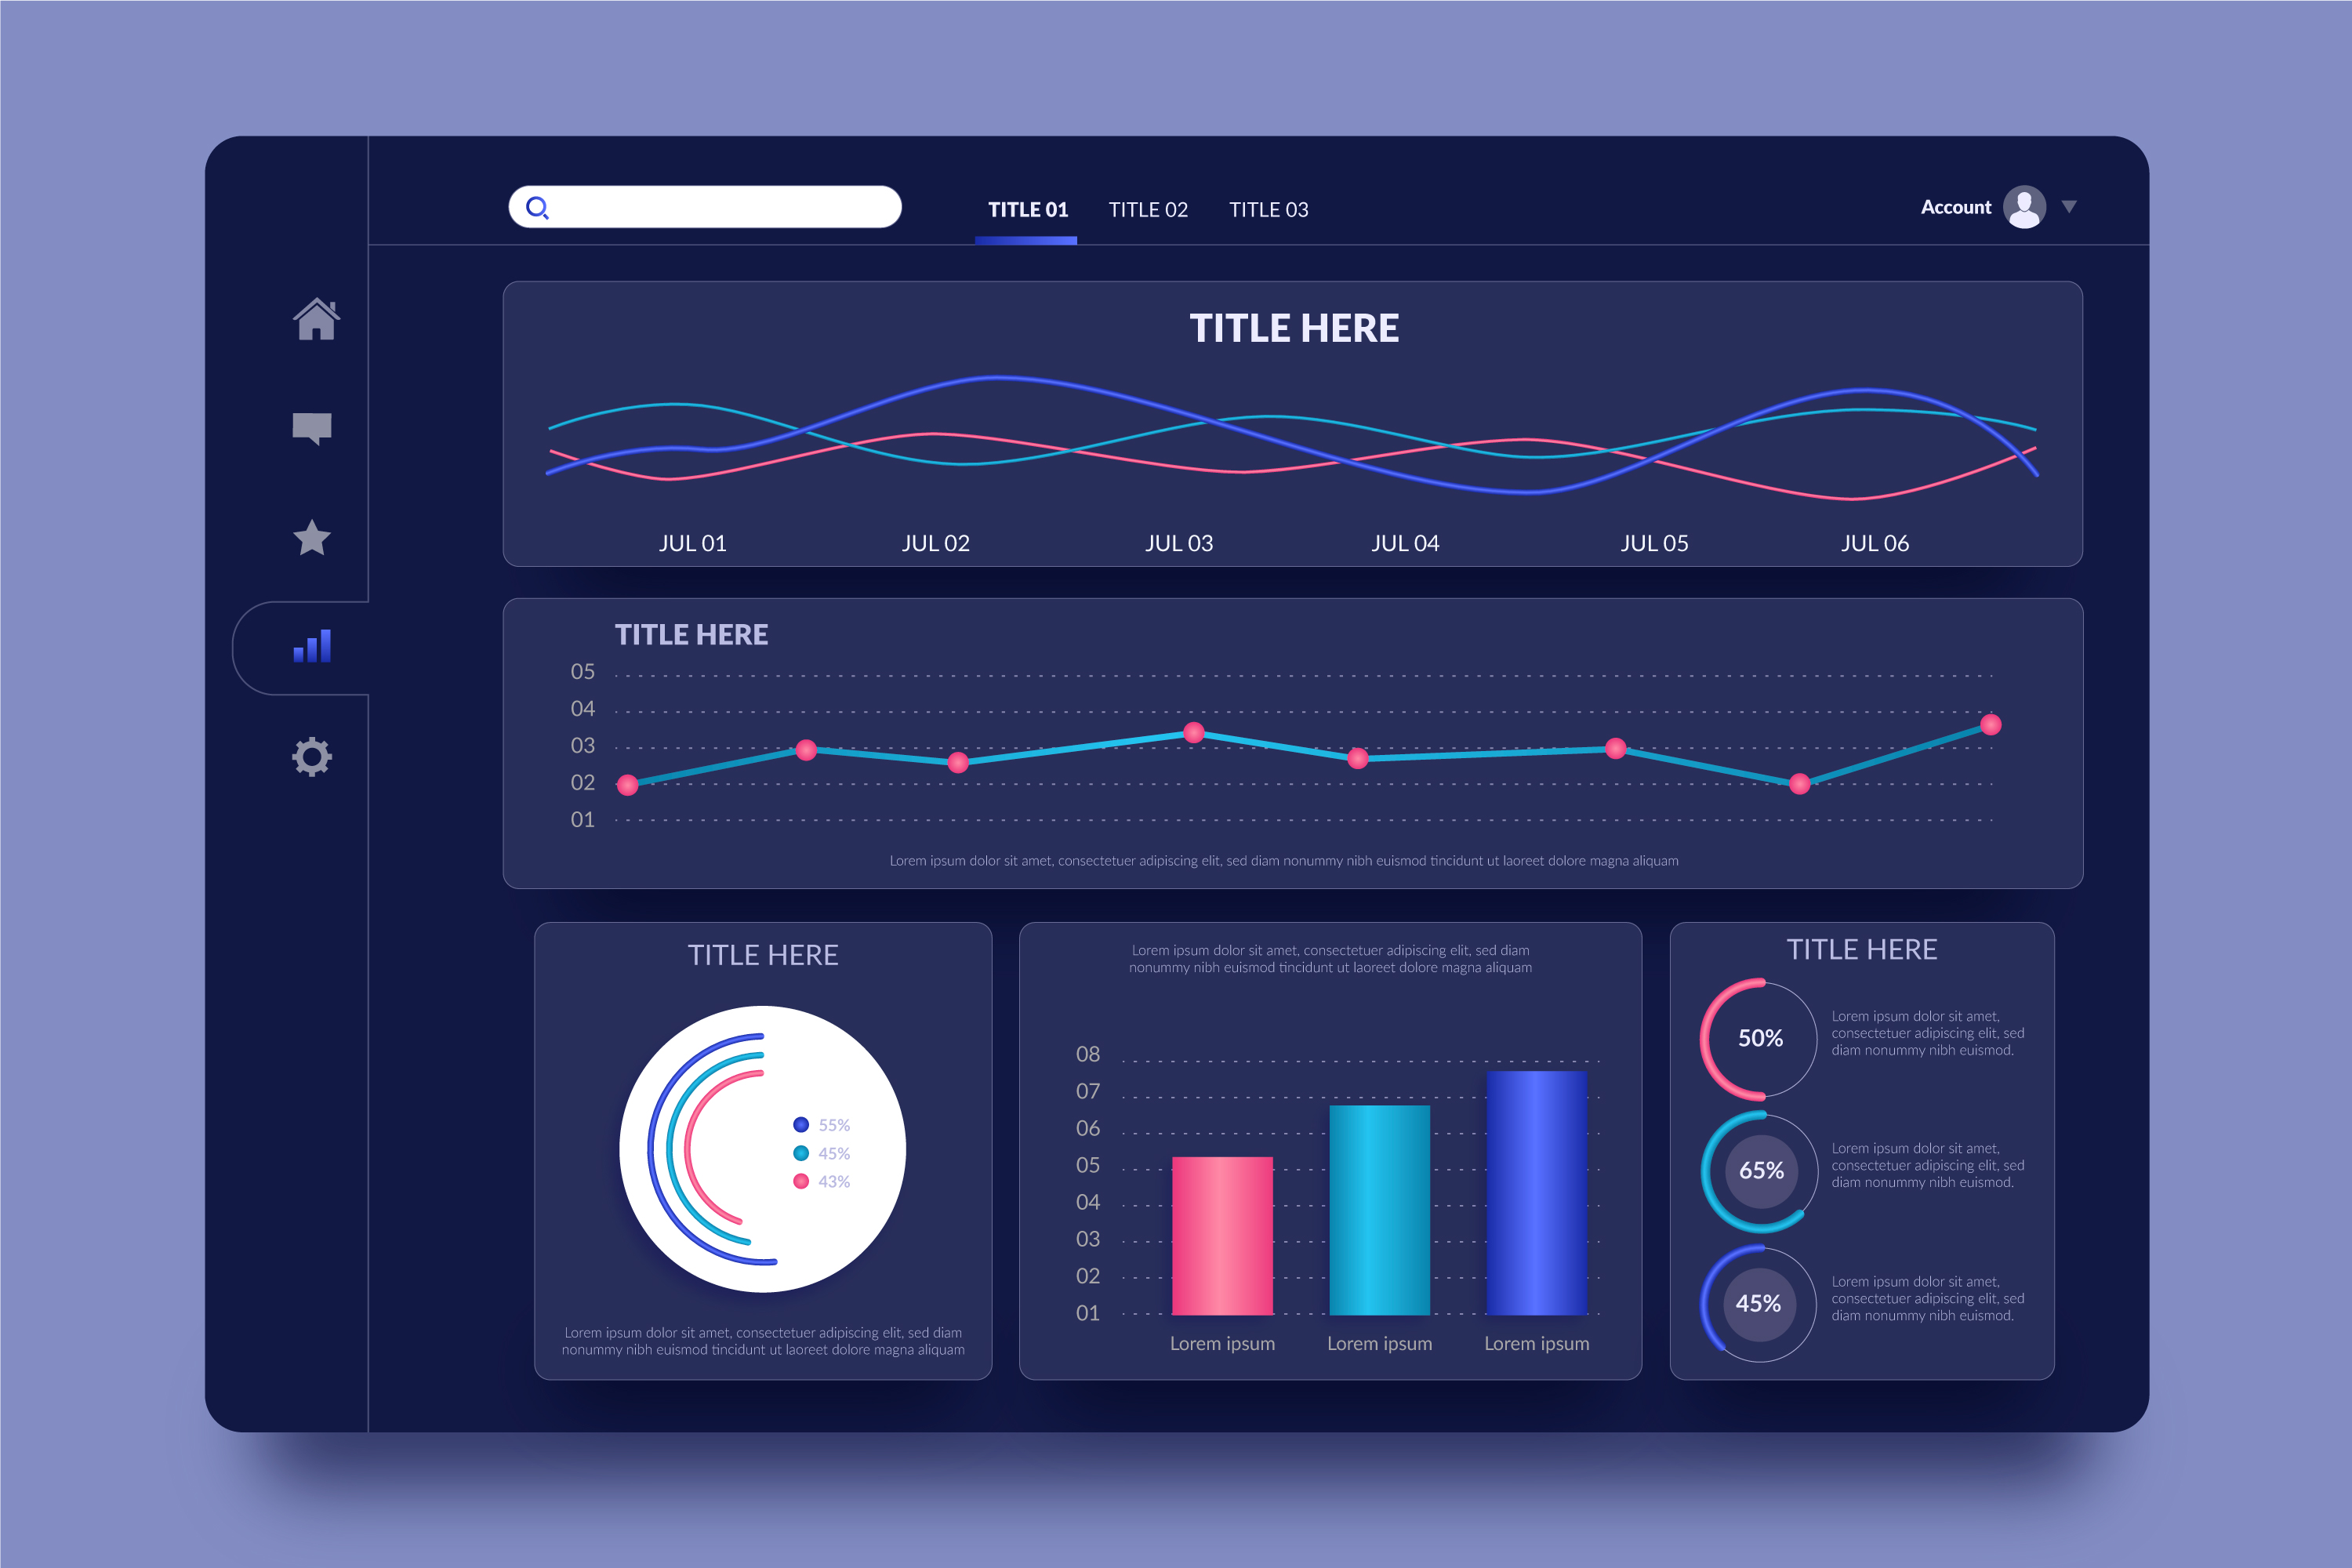 TITLE 01 TITLE 02 TITLE 03
Account
TITLE HERE
JUL 01 JUL 02 JUL 03 JUL 04 JUL 05 JUL 06
TITLE HERE
05
04
03
02
01
Lorem ipsum dolor sit amet, consectetuer adipiscing elit, sed diam nonummy nibh euismod tincidunt ut laoreet dolore magna aliquam
TITLE HERE
55%
45%
43%
Lorem ipsum dolor sit amet, consectetuer adipiscing elit, sed diam
nonummy nibh euismod tincidunt ut laoreet dolore magna aliquam
Lorem ipsum dolor sit amet, consectetuer adipiscing elit, sed diam
nonummy nibh euismod tincidunt ut laoreet dolore magna aliquam
08
07
06
05
04
03
02
01
Lorem ipsum Lorem ipsum Lorem ipsum
TITLE HERE
50%
Lorem ipsum dolor sit amet,
consectetuer adipiscing elit, sed
diam nonummy nibh euismod.
65%
Lorem ipsum dolor sit amet,
consectetuer adipiscing elit, sed
diam nonummy nibh euismod.
45%
Lorem ipsum dolor sit amet,
consectetuer adipiscing elit, sed
diam nonummy nibh euismod.